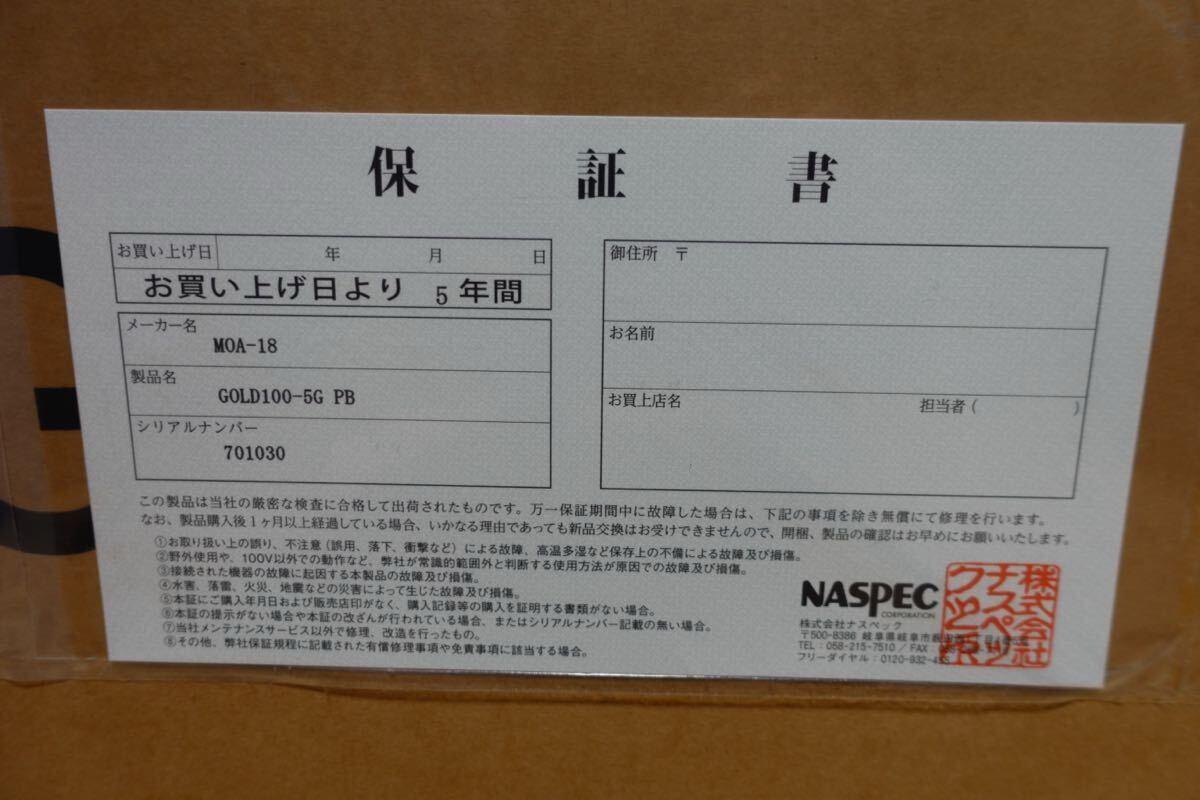 保証書
お買い上げ日 年 月 日
お買い上げ日より 5 年間
メーカー名
MOA-18
製品名
GOLD100-5G PB
シリアルナンバー
701030
御住所 〒
お名前
お買上店名 担当者 ( )
この製品は当社の厳密な検査に合格して出荷されたものです。万一保証期間中に故障した場合は、下記の事項を除き無償にて修理を行います。
なお、製品購入後1ヶ月以上経過している場合、いかなる理由であっても新品交換はお受けできませんので、開梱、製品の確認はお早めにお願いいたします。
①お取り扱い上の誤り、不注意(誤用、落下、衝撃など)による故障、高温多湿など保存上の不備による故障及び損傷。
②野外使用や、100V以外での動作など、弊社が常識的範囲外と判断する使用方法が原因での故障及び損傷。
③接続された機器の故障に起因する本製品の故障及び損傷。
④水害、落雷、火災、地震などの災害によって生じた故障及び損傷。
⑤本証にご購入年月日および販売店印がなく、購入記録等の購入を証明する書類がない場合。
⑥本証の提示がない場合や本証の改ざんが行われている場合、またはシリアルナンバー記載の無い場合。
⑦当社メンテナンスサービス以外で修理、改造を行ったもの。
⑧その他、弊社保証規程に記載された有償修理事項や免責事項に該当する場合。
NASPEC
CORPORATION
株式会社ナスペック
〒500-8386 岐阜県岐阜市
TEL:058-215-7510 / FAX:
フリーダイヤル:0120-932-455
株式会社
ナスペッ
ク